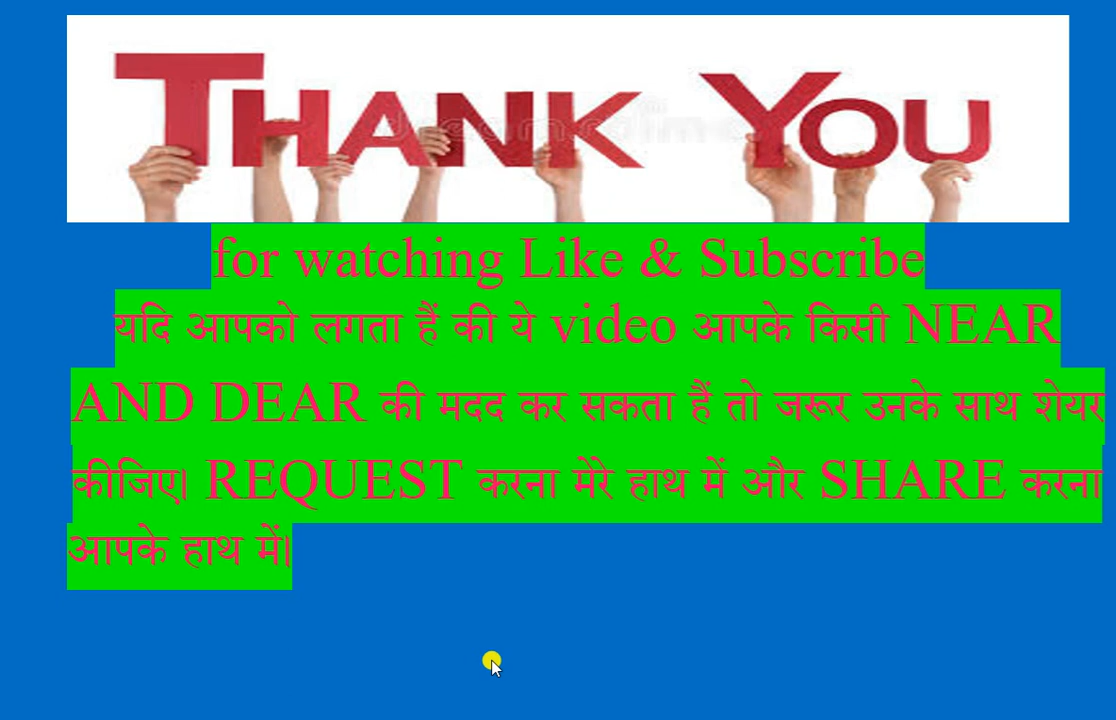 THANK YOU
for watching Like & Subscribe
यदि आपको लगता हैं की ये video आपके किसी NEAR
AND DEAR की मदद कर सकता हैं तो जरूर उनके साथ शेयर
कीजिए। REQUEST करना मेरे हाथ में और SHARE करना
आपके हाथ में।